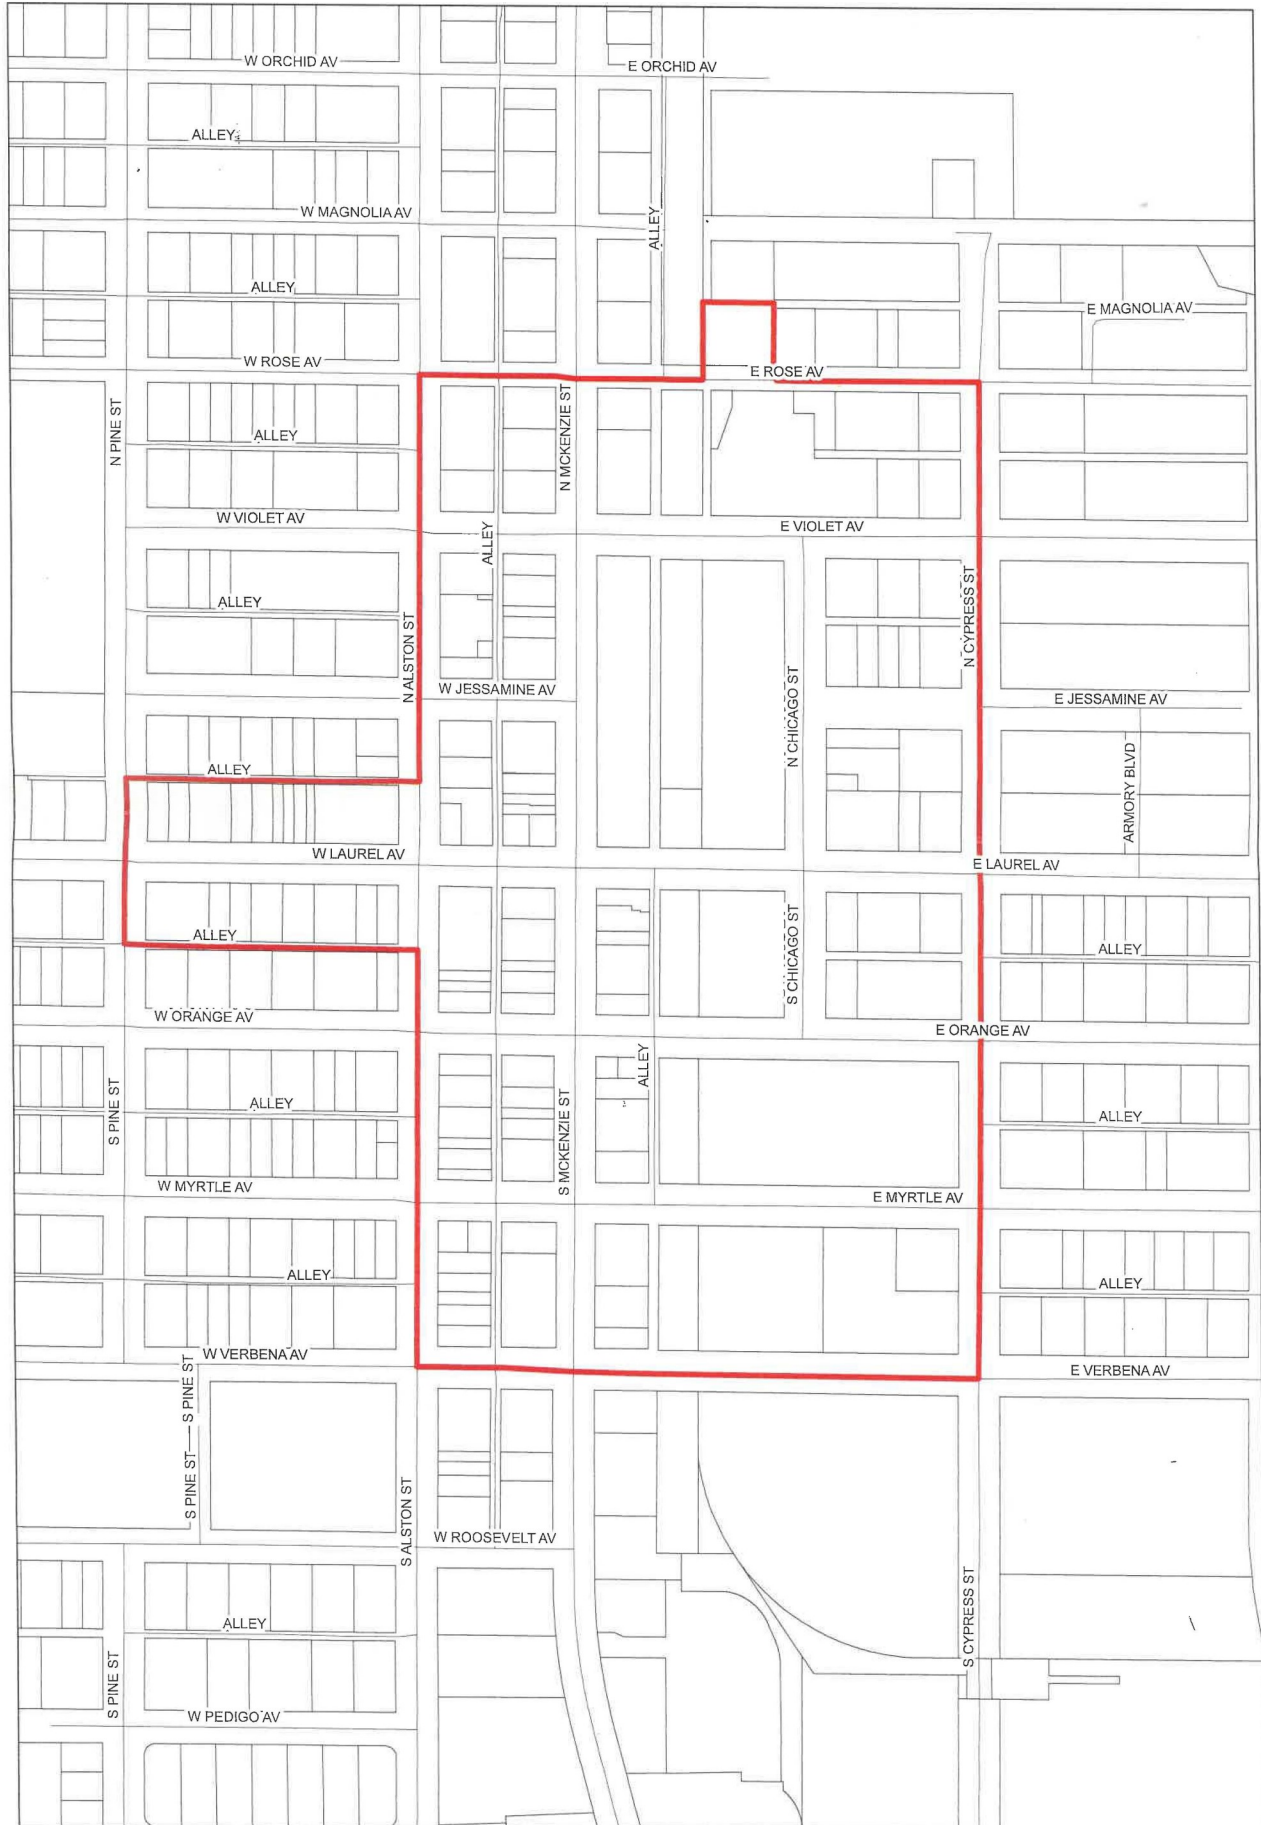 W ORCHID AV
E ORCHID AV
ALLEY
W MAGNOLIA AV
ALLEY
ALLEY
E MAGNOLIA AV
W ROSE AV
E ROSE AV
N PINE ST
ALLEY
N MCKENZIE ST
W VIOLET AV
E VIOLET AV
ALLEY
ALLEY
N ALSTON ST
N CYPRESS ST
W JESSAMINE AV
E JESSAMINE AV
N CHICAGO ST
ALLEY
ARMORY BLVD
W LAUREL AV
E LAUREL AV
ALLEY
S CHICAGO ST
ALLEY
W ORANGE AV
E ORANGE AV
S PINE ST
ALLEY
ALLEY
ALLEY
S MCKENZIE ST
W MYRTLE AV
E MYRTLE AV
ALLEY
ALLEY
W VERBENA AV
E VERBENA AV
S PINE ST
S PINE ST
S ALSTON ST
W ROOSEVELT AV
S CYPRESS ST
ALLEY
S PINE ST
W PEDIGO AV